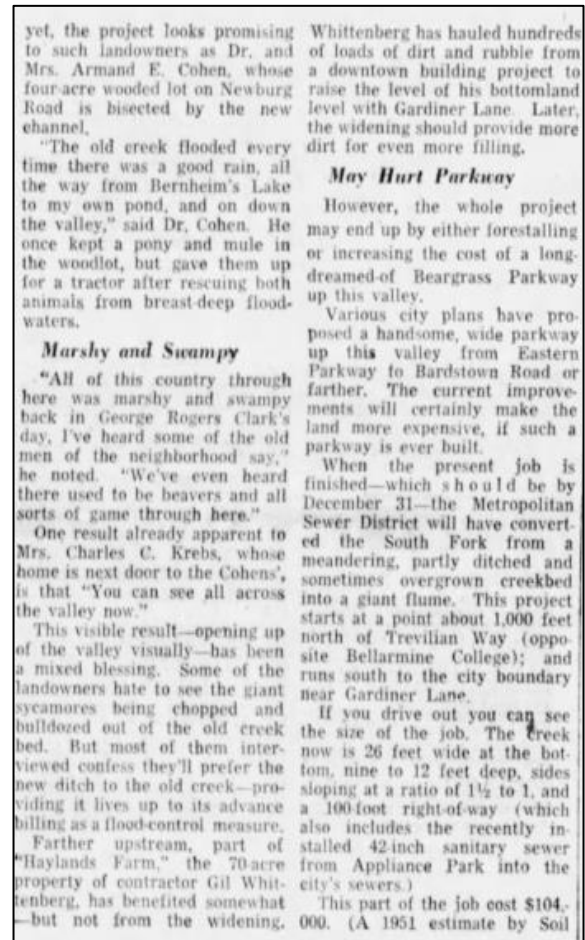 yet, the project looks promising
to such landowners as Dr. and
Mrs. Armand E. Cohen, whose
four-acre wooded lot on Newburg
Road is bisected by the new
channel.
"The old creek flooded every
time there was a good rain, all
the way from Bernheim's Lake
to my own pond, and on down
the valley," said Dr. Cohen. He
once kept a pony and mule in
the woodlot, but gave them up
for a tractor after rescuing both
animals from breast-deep flood-
waters.
Marshy and Swampy
"All of this country through
here was marshy and swampy
back in George Rogers Clark's
day, I've heard some of the old
men of the neighborhood say,"
he noted. "We've even heard
there used to be beavers and all
sorts of game through here."
One result already apparent to
Mrs. Charles C. Krebs, whose
home is next door to the Cohens',
is that "You can see all across
the valley now."
This visible result—opening up
of the valley visually—has been
a mixed blessing. Some of the
landowners hate to see the giant
sycamores being chopped and
bulldozed out of the old creek
bed. But most of them inter-
viewed confess they'll prefer the
new ditch to the old creek—pro-
viding it lives up to its advance
billing as a flood-control measure.
Farther upstream, part of
"Haylands Farm," the 70-acre
property of contractor Gil Whit-
tenberg, has benefited somewhat
—but not from the widening.
Whittenberg has hauled hundreds
of loads of dirt and rubble from
a downtown building project to
raise the level of his bottomland
level with Gardiner Lane. Later,
the widening should provide more
dirt for even more filling.
May Hurt Parkway
However, the whole project
may end up by either forestalling
or increasing the cost of a long-
dreamed-of Beargrass Parkway
up this valley.
Various city plans have pro-
posed a handsome, wide parkway
up this valley from Eastern
Parkway to Bardstown Road or
farther. The current improve-
ments will certainly make the
land more expensive, if such a
parkway is ever built.
When the present job is
finished—which should be by
December 31—the Metropolitan
Sewer District will have convert-
ed the South Fork from a
meandering, partly ditched and
sometimes overgrown creekbed
into a giant flume. This project
starts at a point about 1,000 feet
north of Trevilian Way (oppo-
site Bellarmine College); and
runs south to the city boundary
near Gardiner Lane.
If you drive out you can see
the size of the job. The creek
now is 26 feet wide at the bot-
tom, nine to 12 feet deep, sides
sloping at a ratio of 1½ to 1, and
a 100-foot right-of-way (which
also includes the recently in-
stalled 42-inch sanitary sewer
from Appliance Park into the
city's sewers.)
This part of the job cost $104,-
000. (A 1951 estimate by Soil